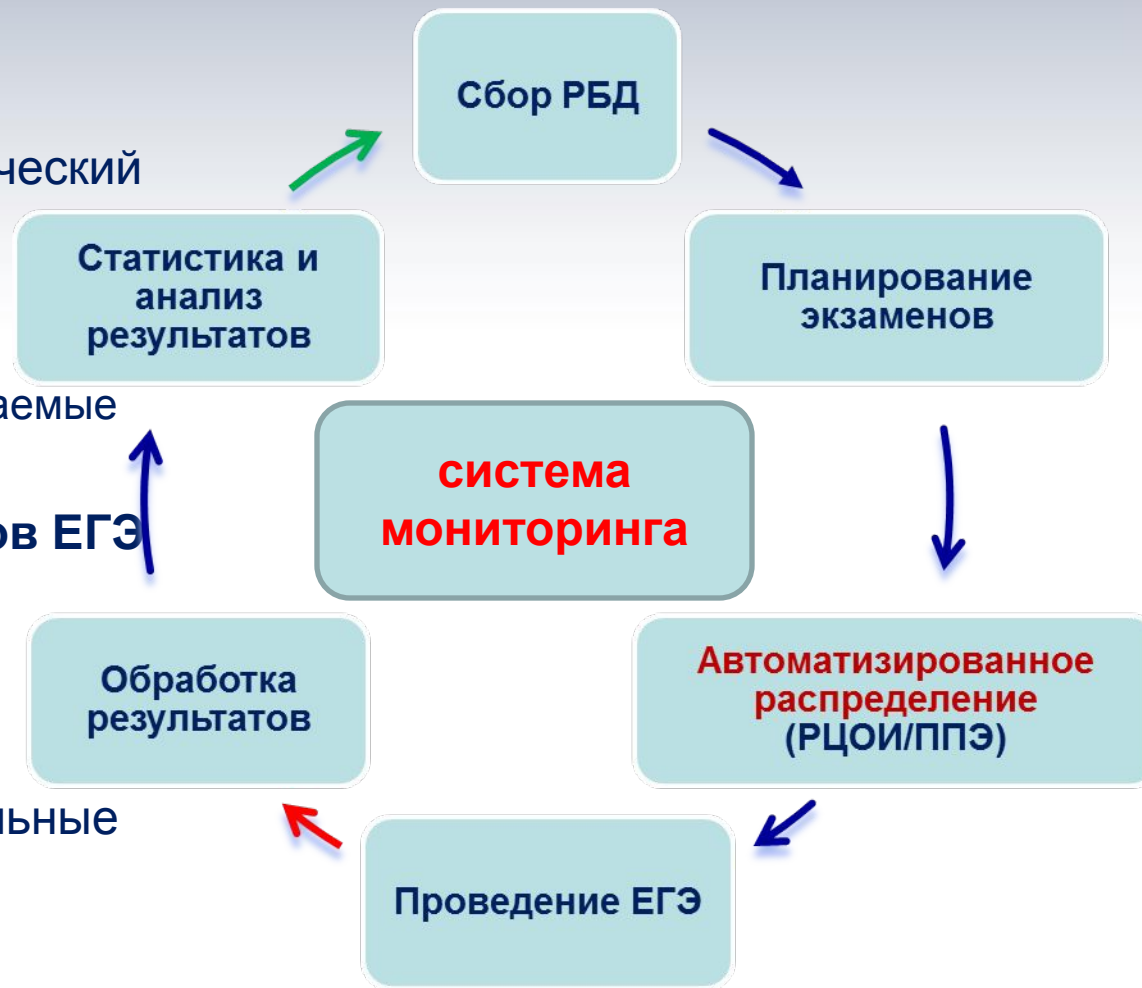 Сбор РБД
ческий
Статистика и
анализ
результатов
Планирование
экзаменов
аемые
система
мониторинга
ов ЕГЭ
Обработка
результатов
Автоматизированное
распределение
(РЦОИ/ППЭ)
льные
Проведение ЕГЭ